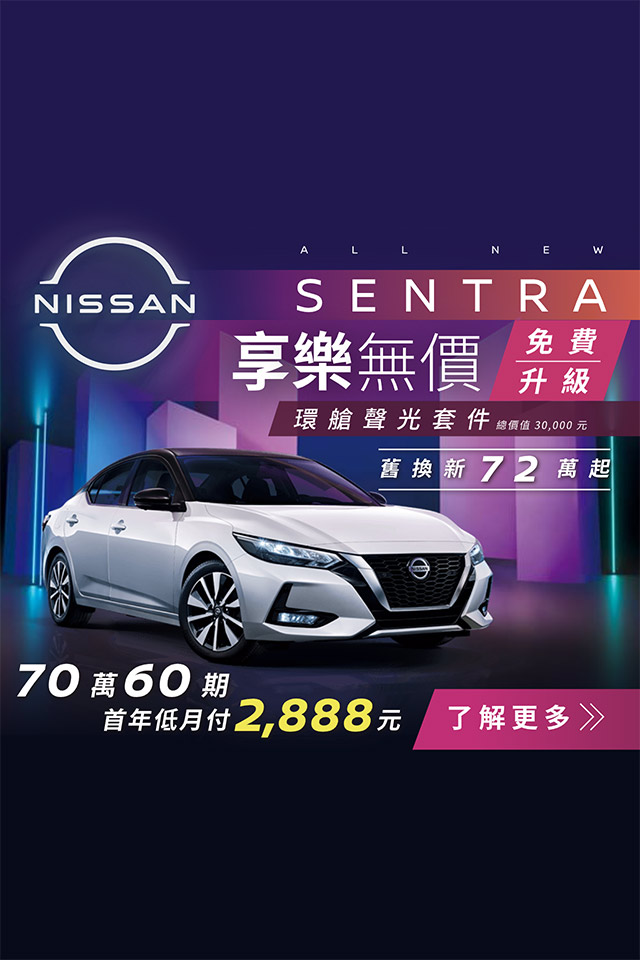 NISSAN
ALL NEW
SENTRA
享樂無價
免費
升級
環艙聲光套件 總價值 30,000 元
舊換新 72 萬起
70 萬 60 期
首年低月付 2,888 元
了解更多